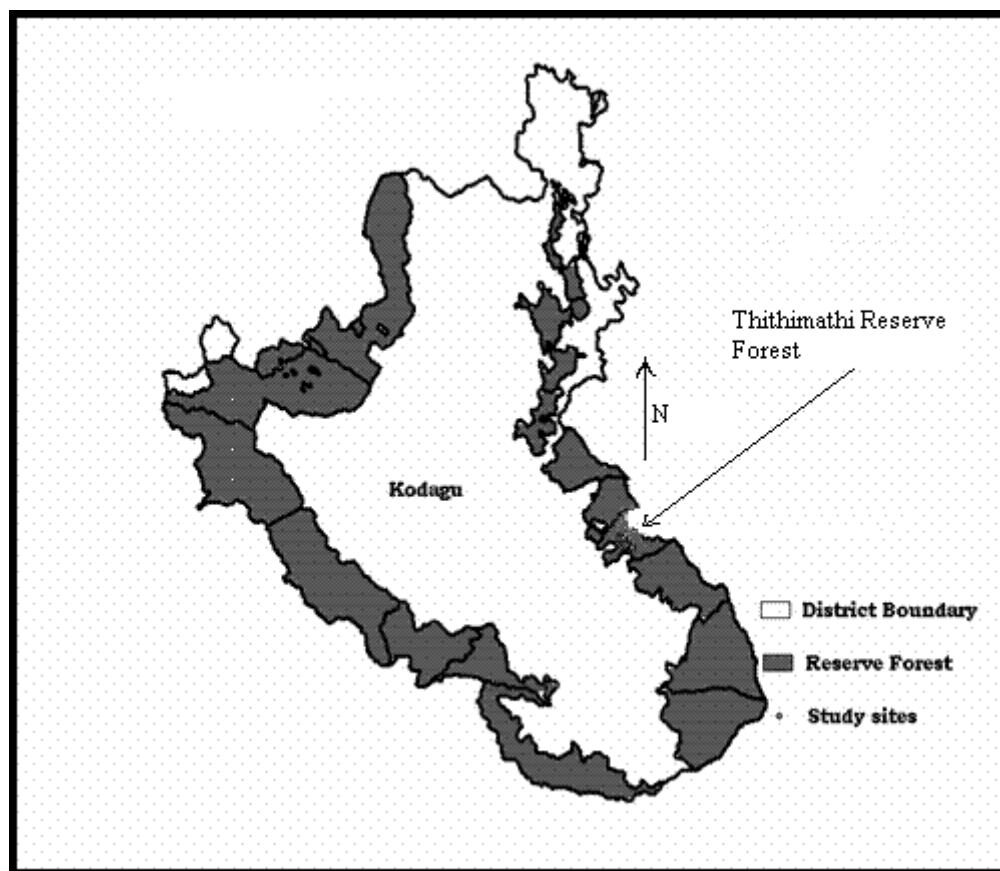 Thithimathi Reserve
Forest
N
Kodagu
District Boundary
Reserve Forest
Study sites